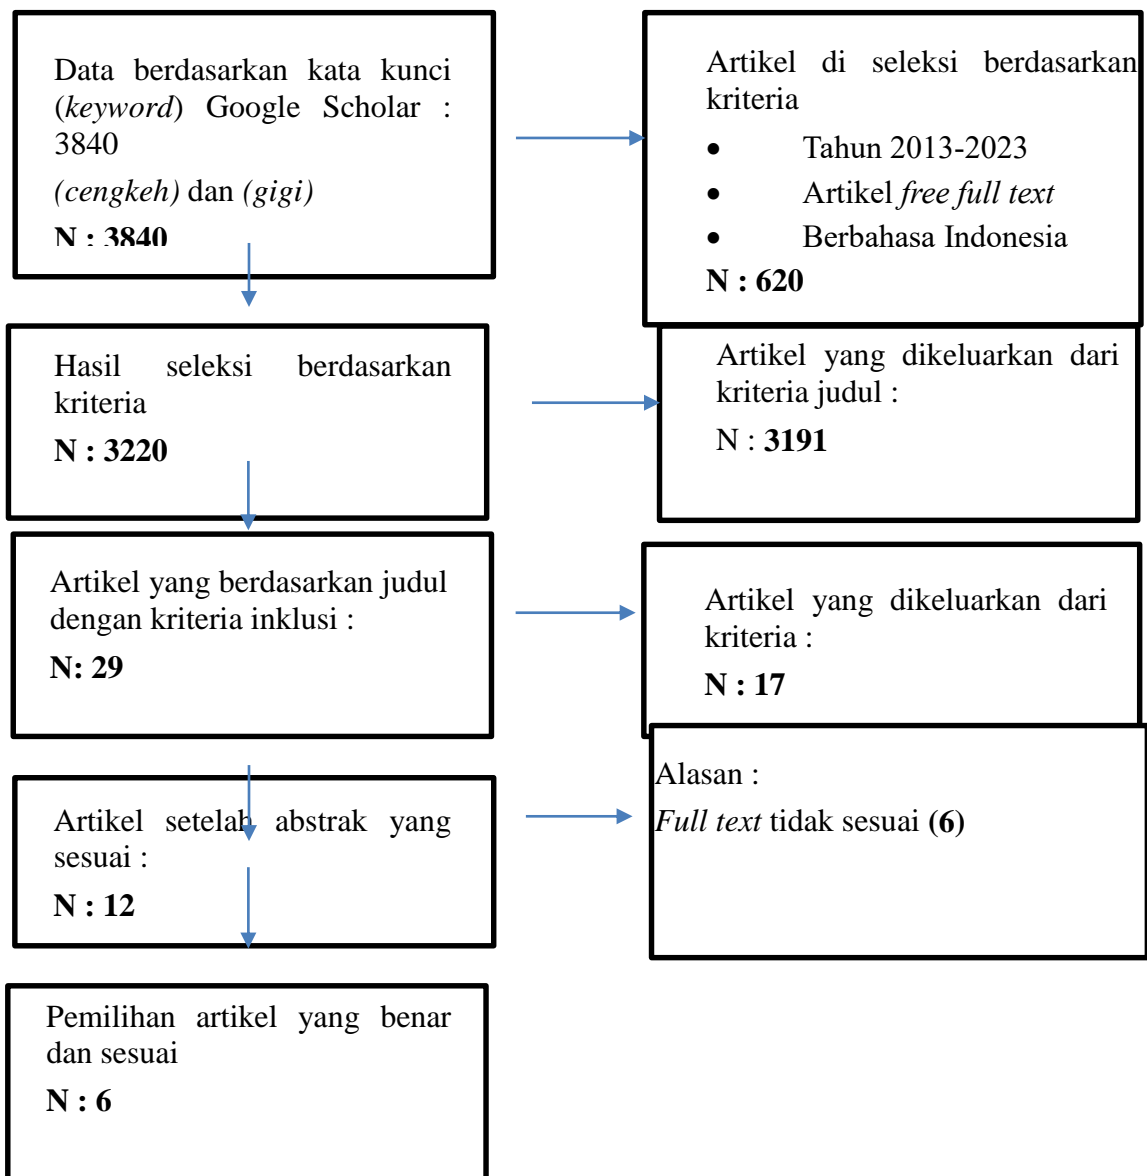 Data berdasarkan kata kunci
(keyword) Google Scholar :
3840
(cengkeh) dan (gigi)
N : 3840
Artikel di seleksi berdasarkan
kriteria
• Tahun 2013-2023
• Artikel free full text
• Berbahasa Indonesia
N : 620
Hasil seleksi berdasarkan
kriteria
N : 3220
Artikel yang dikeluarkan dari
kriteria judul :
N : 3191
Artikel yang berdasarkan judul
dengan kriteria inklusi :
N: 29
Artikel yang dikeluarkan dari
kriteria :
N : 17
Artikel setelah abstrak yang
sesuai :
N : 12
Alasan :
Full text tidak sesuai (6)
Pemilihan artikel yang benar
dan sesuai
N : 6